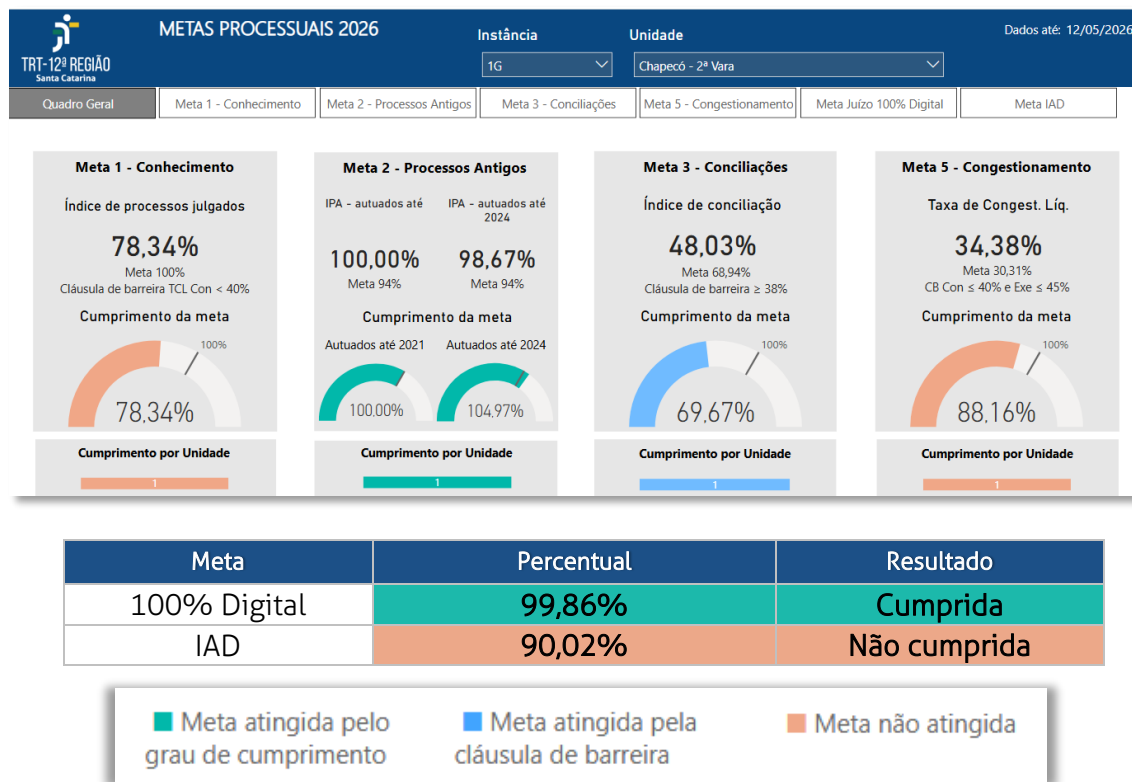 TRT-12ª REGIÃO
Santa Catarina
METAS PROCESSUAIS 2026
Instância
1G
Unidade
Chapecó - 2ª Vara
Dados até: 12/05/2026
Quadro Geral
Meta 1 - Conhecimento
Meta 2 - Processos Antigos
Meta 3 - Conciliações
Meta 5 - Congestionamento
Meta Juízo 100% Digital
Meta IAD
Meta 1 - Conhecimento
Índice de processos julgados
78,34%
Meta 100%
Cláusula de barreira TCL Con < 40%
Cumprimento da meta
100%
78,34%
Cumprimento por Unidade
1
Meta 2 - Processos Antigos
IPA - autuados até
100,00%
Meta 94%
IPA - autuados até
2024
98,67%
Meta 94%
Cumprimento da meta
Autuados até 2021
100,00%
Autuados até 2024
104,97%
Cumprimento por Unidade
1
Meta 3 - Conciliações
Índice de conciliação
48,03%
Meta 68,94%
Cláusula de barreira ≥ 38%
Cumprimento da meta
100%
69,67%
Cumprimento por Unidade
1
Meta 5 - Congestionamento
Taxa de Congest. Líq.
34,38%
Meta 30,31%
CB Con ≤ 40% e Exe ≤ 45%
Cumprimento da meta
100%
88,16%
Cumprimento por Unidade
1
Meta Percentual Resultado
100% Digital 99,86% Cumprida
IAD 90,02% Não cumprida
Meta atingida pelo
grau de cumprimento
Meta atingida pela
cláusula de barreira
Meta não atingida